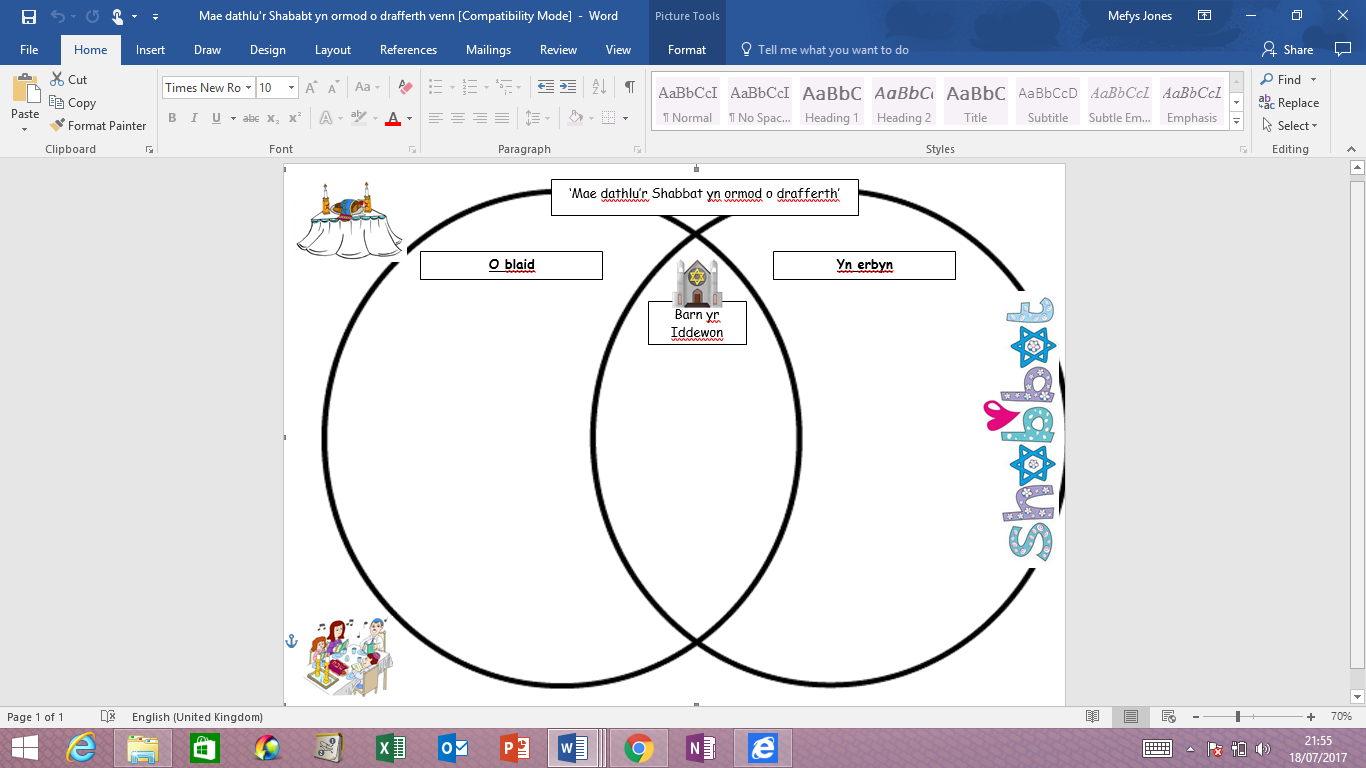 Mae dathlu'r Shababt yn ormod o drafferth venn [Compatibility Mode] - Word
Picture Tools
Mefys Jones
File Home Insert Draw Design Layout References Mailings Review View Format Tell me what you want to do Share
Paste
Cut
Copy
Format Painter
Clipboard
Times New Ro 10
Font
Paragraph
AaBbCcI AaBbCcI AaBbC AaBbCc AaBbC AaBbCcD AaBbCcL AaBbCcL
¶ Normal ¶ No Spac... Heading 1 Heading 2 Title Subtitle Subtle Em... Emphasis
Styles
Find
Replace
Select
Editing
‘Mae dathlu’r Shabbat yn ormod o drafferth’
O blaid
Yn erbyn
Barn yr
Iddewon
Shabbat
Page 1 of 1 English (United Kingdom) 70%
21:55
18/07/2017